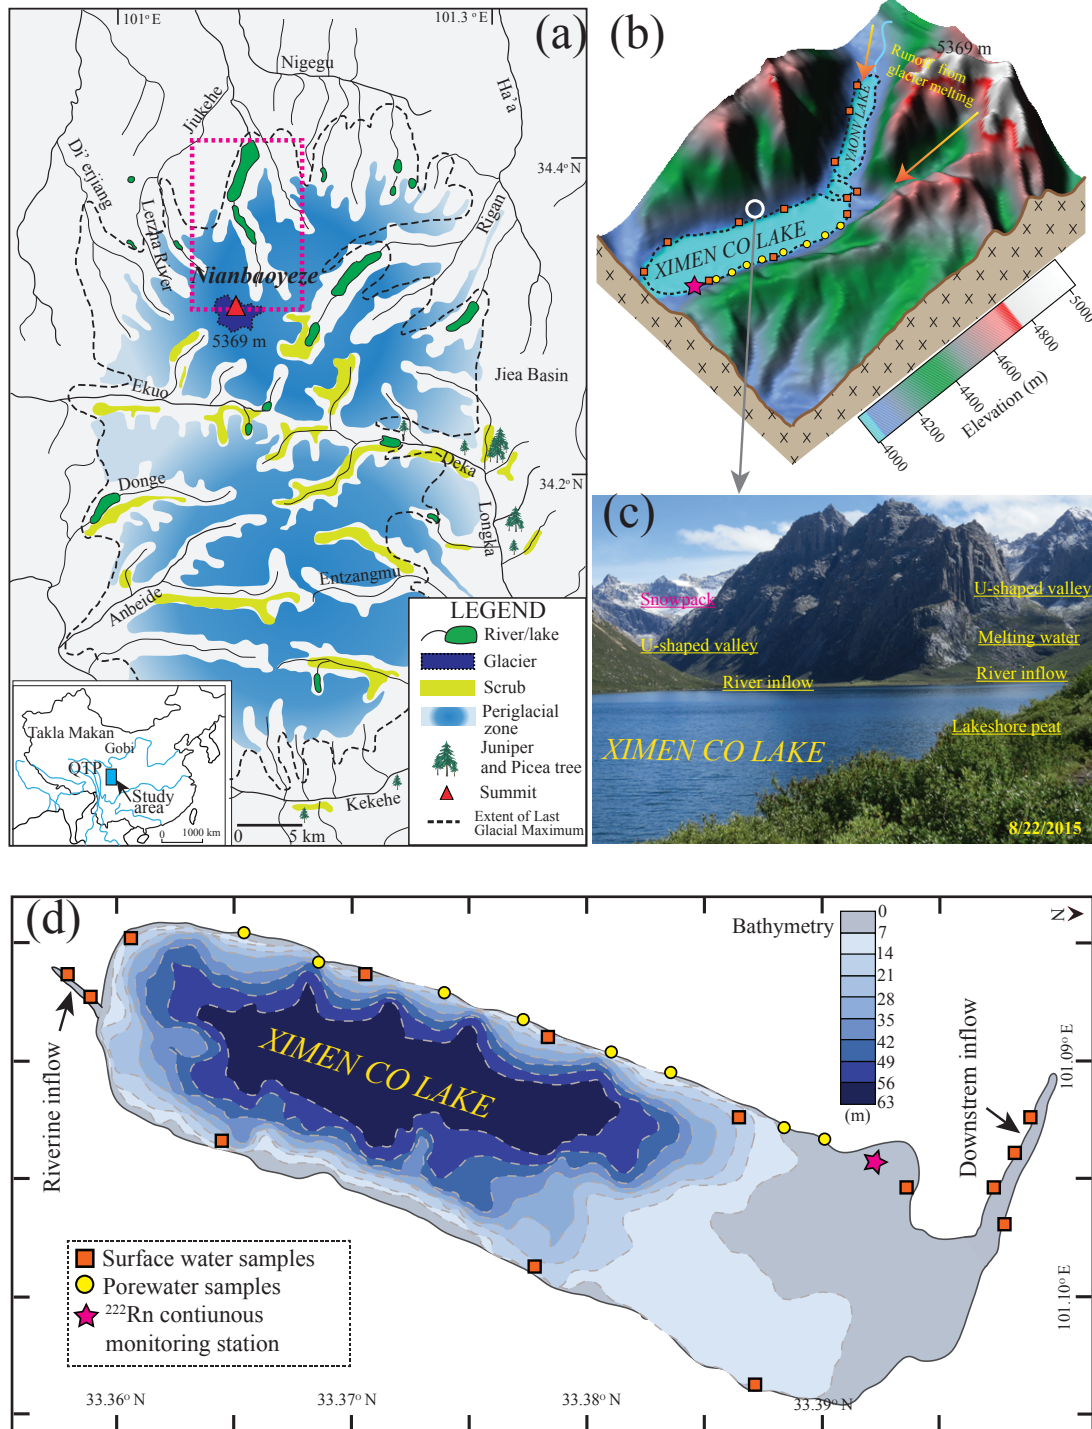 101° E
101.3° E
(a)
Nigegu
Ha'a
Jiukehe
Di' erjiang
34.4°
Lerzha River
Rigan
Nianbaoyeze
5369 m
Jiea Basin
Ekuo
Deka
34.2°
Donge
Longka
Entzangmu
Anbeide
Kekehe
0 5 km
LEGEND
River/lake
Glacier
Scrub
Periglacial
zone
Juniper
and Picea tree
Summit
Extent of Last
Glacial Maximum
Takla Makan
Gobi
QTP
Study
area
0 1000 km
(b)
5369 m
Runoff from
glacier melting
YAONV LAKE
XIMEN CO LAKE
5000
4800
4600
4400
4200
4000
Elevation (m)
(c)
Snowpack
U-shaped valley
U-shaped valley
Melting water
River inflow
River inflow
Lakeshore peat
XIMEN CO LAKE
8/22/2015
(d)
Bathymetry
0
7
14
21
28
35
42
49
56
63
(m)
N
XIMEN CO LAKE
Riverine inflow
Downstrem inflow
101.09° E
101.10° E
Surface water samples
Porewater samples
²²²Rn contiunous
monitoring station
33.36° N
33.37° N
33.38° N
33.39° N